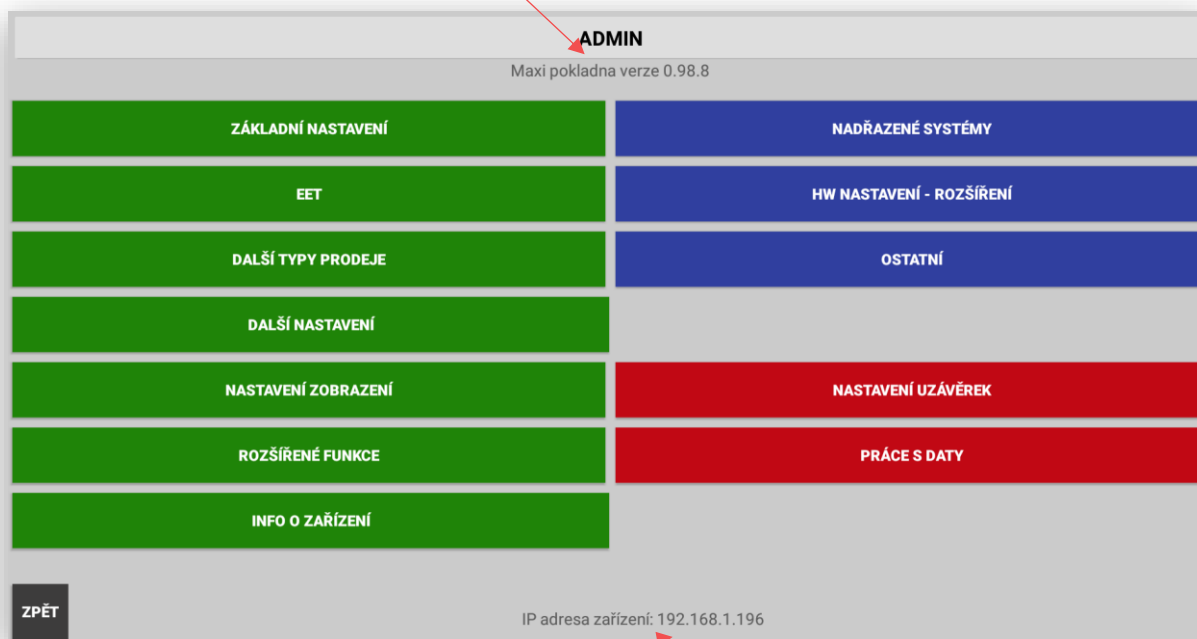 ADMIN
Maxi pokladna verze 0.98.8
ZÁKLADNÍ NASTAVENÍ
NADŘAZENÉ SYSTÉMY
EET
HW NASTAVENÍ - ROZŠÍŘENÍ
DALŠÍ TYPY PRODEJE
OSTATNÍ
DALŠÍ NASTAVENÍ
NASTAVENÍ ZOBRAZENÍ
NASTAVENÍ UZÁVĚREK
ROZŠÍŘENÉ FUNKCE
PRÁCE S DATY
INFO O ZAŘÍZENÍ
ZPĚT
IP adresa zařízení: 192.168.1.196